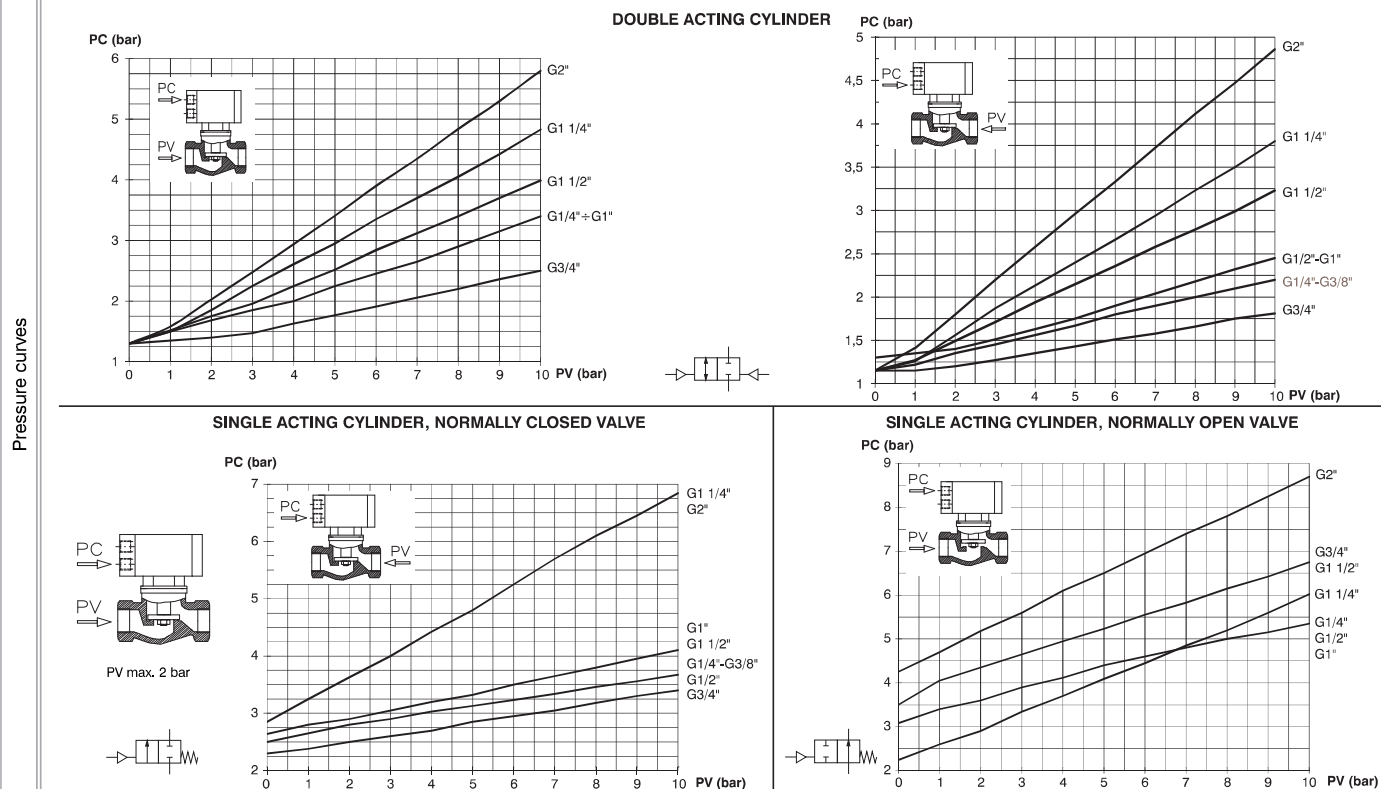 Pressure curves
DOUBLE ACTING CYLINDER
PC (bar)
6
5
4
3
2
1
PC
PV
G2"
G1 1/4"
G1 1/2"
G1/4"÷G1"
G3/4"
0 1 2 3 4 5 6 7 8 9 10 PV (bar)
PC (bar)
5
4,5
4
3,5
3
2,5
2
1,5
1
PC
PV
G2"
G1 1/4"
G1 1/2"
G1/2"-G1"
G1/4"-G3/8"
G3/4"
0 1 2 3 4 5 6 7 8 9 10 PV (bar)
SINGLE ACTING CYLINDER, NORMALLY CLOSED VALVE
PC
PV
PV max. 2 bar
PC (bar)
7
6
5
4
3
2
PC
PV
G1 1/4"
G2"
G1"
G1 1/2"
G1/4"-G3/8"
G1/2"
G3/4"
0 1 2 3 4 5 6 7 8 9 10 PV (bar)
SINGLE ACTING CYLINDER, NORMALLY OPEN VALVE
PC (bar)
9
8
7
6
5
4
3
2
PC
PV
G2"
G3/4"
G1 1/2"
G1 1/4"
G1/4"
G1/2"
G1"
0 1 2 3 4 5 6 7 8 9 10 PV (bar)